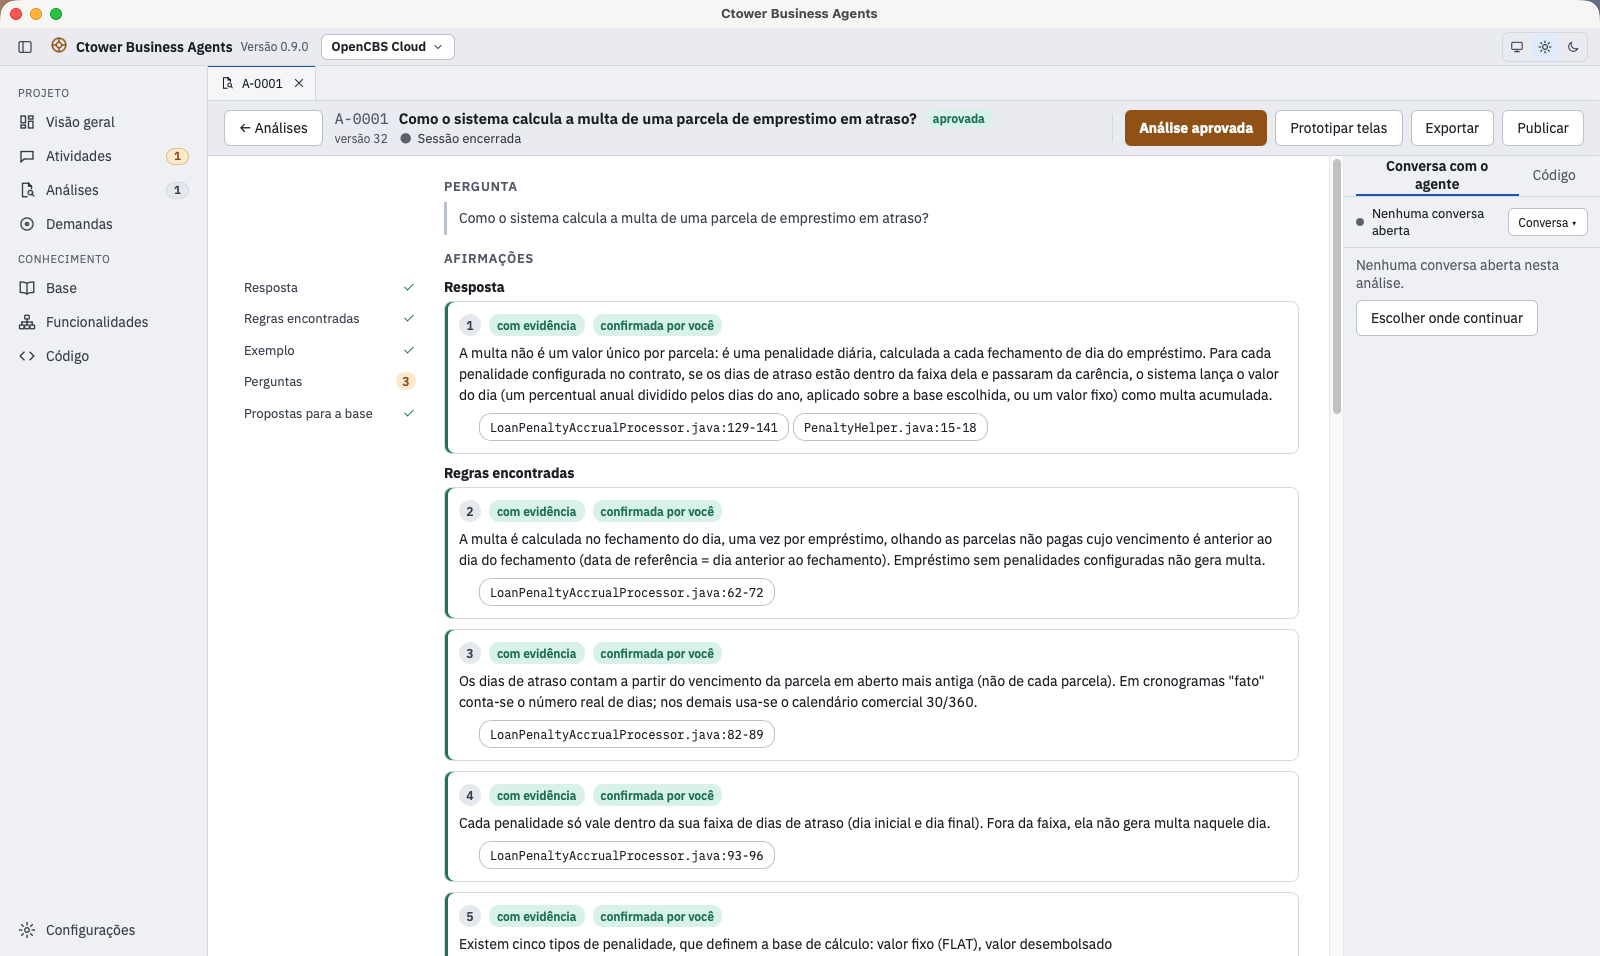 Ctower Business Agents
Ctower Business Agents Versão 0.9.0 OpenCBS Cloud
PROJETO
Visão geral
Atividades 1
Análises 1
Demandas
CONHECIMENTO
Base
Funcionalidades
Código
Configurações
A-0001
← Análises
A-0001 Como o sistema calcula a multa de uma parcela de emprestimo em atraso? aprovada
versão 32 Sessão encerrada
Análise aprovada
Prototipar telas
Exportar
Publicar
Resposta
Regras encontradas
Exemplo
Perguntas 3
Propostas para a base
PERGUNTA
Como o sistema calcula a multa de uma parcela de emprestimo em atraso?
AFIRMAÇÕES
Resposta
1 com evidência confirmada por você
A multa não é um valor único por parcela: é uma penalidade diária, calculada a cada fechamento de dia do empréstimo. Para cada
penalidade configurada no contrato, se os dias de atraso estão dentro da faixa dela e passaram da carência, o sistema lança o valor
do dia (um percentual anual dividido pelos dias do ano, aplicado sobre a base escolhida, ou um valor fixo) como multa acumulada.
LoanPenaltyAccrualProcessor.java:129-141 PenaltyHelper.java:15-18
Regras encontradas
2 com evidência confirmada por você
A multa é calculada no fechamento do dia, uma vez por empréstimo, olhando as parcelas não pagas cujo vencimento é anterior ao
dia do fechamento (data de referência = dia anterior ao fechamento). Empréstimo sem penalidades configuradas não gera multa.
LoanPenaltyAccrualProcessor.java:62-72
3 com evidência confirmada por você
Os dias de atraso contam a partir do vencimento da parcela em aberto mais antiga (não de cada parcela). Em cronogramas "fato"
conta-se o número real de dias; nos demais usa-se o calendário comercial 30/360.
LoanPenaltyAccrualProcessor.java:82-89
4 com evidência confirmada por você
Cada penalidade só vale dentro da sua faixa de dias de atraso (dia inicial e dia final). Fora da faixa, ela não gera multa naquele dia.
LoanPenaltyAccrualProcessor.java:93-96
5 com evidência confirmada por você
Existem cinco tipos de penalidade, que definem a base de cálculo: valor fixo (FLAT), valor desembolsado
Conversa com o
agente
Código
Nenhuma conversa
aberta
Conversa
Nenhuma conversa aberta nesta
análise.
Escolher onde continuar